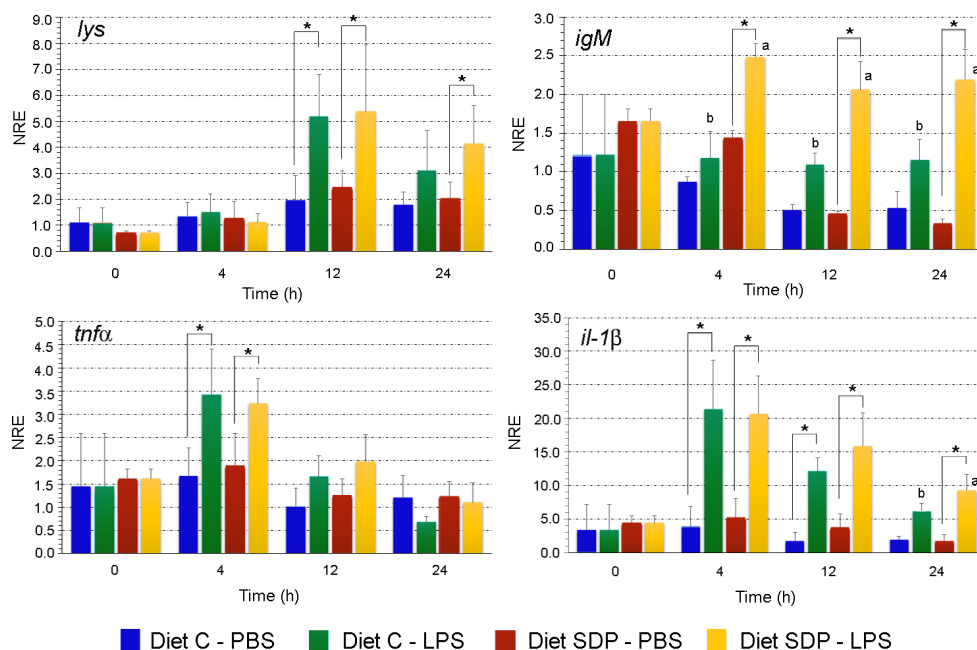 lys
NRE
9.0
8.0
7.0
6.0
5.0
4.0
3.0
2.0
1.0
0.0
* * *
0 4 12 24
Time (h)
igM
NRE
3.0
2.5
2.0
1.5
1.0
0.5
0.0
* * *
b a b a b a
0 4 12 24
Time (h)
tnfα
NRE
5.0
4.5
4.0
3.5
3.0
2.5
2.0
1.5
1.0
0.5
0.0
* *
0 4 12 24
Time (h)
il-1β
NRE
35.0
30.0
25.0
20.0
15.0
10.0
5.0
0.0
* * * * *
b a
0 4 12 24
Time (h)
Diet C - PBS Diet C - LPS Diet SDP - PBS Diet SDP - LPS